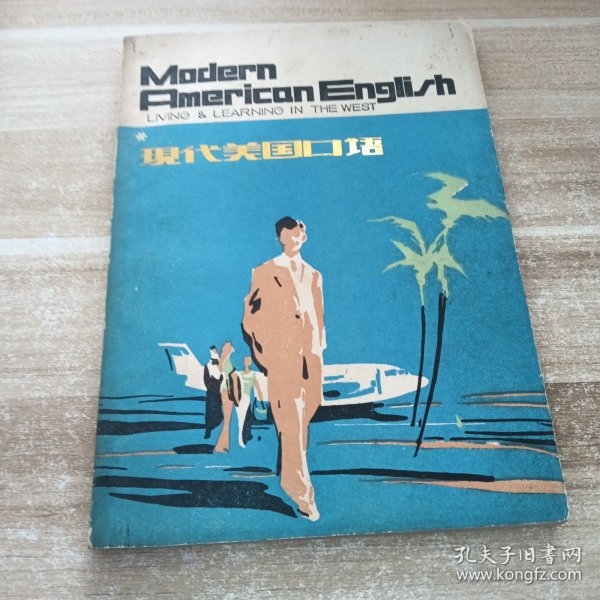 Modern
American English
LIVING & LEARNING IN THE WEST
現代美国口语
孔夫子旧书网
www.kongfz.com